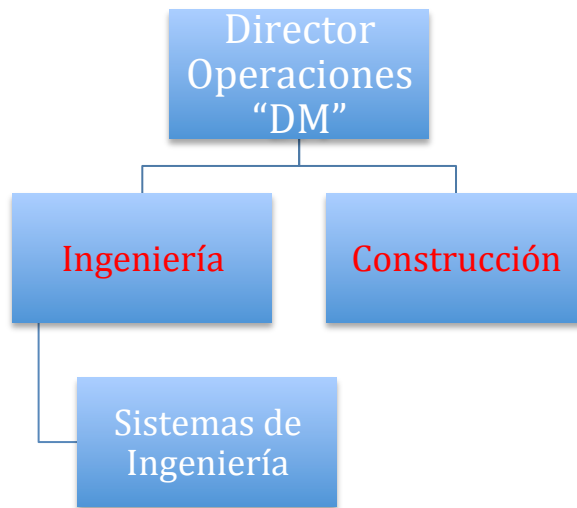 Director
Operaciones
“DM”
Ingeniería
Construcción
Sistemas de
Ingeniería